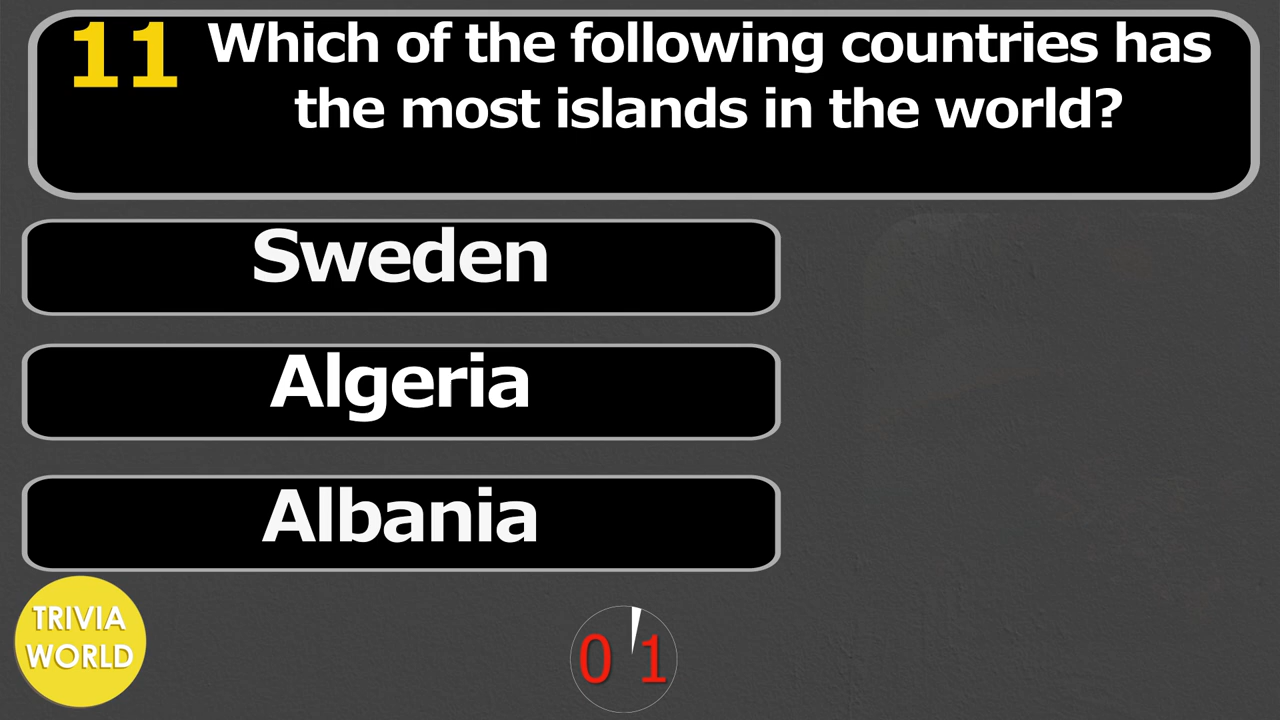 11 Which of the following countries has
the most islands in the world?
Sweden
Algeria
Albania
TRIVIA
WORLD
0 1